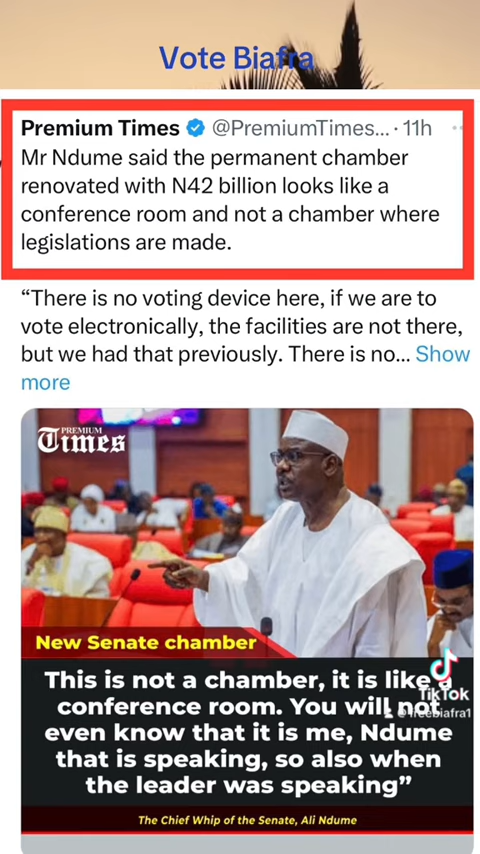 Vote Biafra
Premium Times @PremiumTimes... · 11h
Mr Ndume said the permanent chamber
renovated with N42 billion looks like a
conference room and not a chamber where
legislations are made.
“There is no voting device here, if we are to
vote electronically, the facilities are not there,
but we had that previously. There is no... Show
more
PREMIUM
Times
New Senate chamber
This is not a chamber, it is like a
conference room. You will not
even know that it is me, Ndume
that is speaking, so also when
the leader was speaking”
TikTok
@freebiafra1
The Chief Whip of the Senate, Ali Ndume